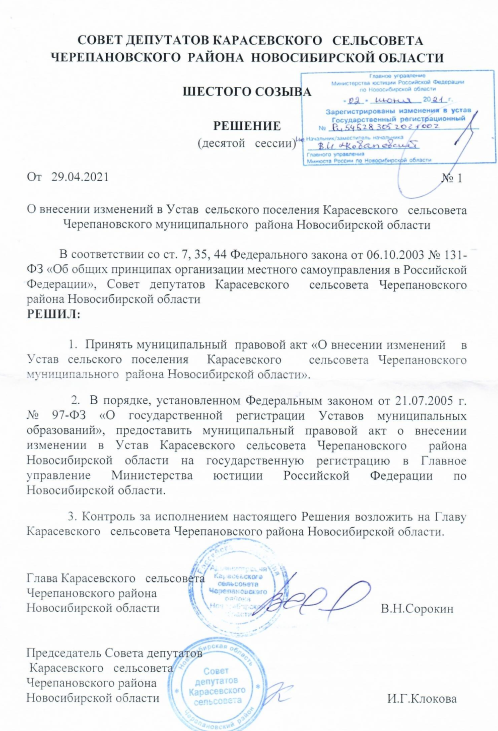 СОВЕТ ДЕПУТАТОВ КАРАСЕВСКОГО СЕЛЬСОВЕТА
ЧЕРЕПАНОВСКОГО РАЙОНА НОВОСИБИРСКОЙ ОБЛАСТИ
ШЕСТОГО СОЗЫВА
Главное управление
Министерства юстиции Российской Федерации
по Новосибирской области
«02» июня 2021 г.
Зарегистрированы изменения в устав
Государственный регистрационный
№ RU545283052021002
Начальник/заместитель начальника
Главного управления
Минюста России по Новосибирской области
РЕШЕНИЕ
(десятой сессии)
От 29.04.2021 № 1
О внесении изменений в Устав сельского поселения Карасевского сельсовета
Черепановского муниципального района Новосибирской области
В соответствии со ст. 7, 35, 44 Федерального закона от 06.10.2003 № 131-
ФЗ «Об общих принципах организации местного самоуправления в Российской
Федерации», Совет депутатов Карасевского сельсовета Черепановского
района Новосибирской области
РЕШИЛ:
1. Принять муниципальный правовой акт «О внесении изменений в
Устав сельского поселения Карасевского сельсовета Черепановского
муниципального района Новосибирской области».
2. В порядке, установленном Федеральным законом от 21.07.2005 г.
№ 97-ФЗ «О государственной регистрации Уставов муниципальных
образований», предоставить муниципальный правовой акт о внесении
изменении в Устав Карасевского сельсовета Черепановского района
Новосибирской области на государственную регистрацию в Главное
управление Министерства юстиции Российской Федерации по
Новосибирской области.
3. Контроль за исполнением настоящего Решения возложить на Главу
Карасевского сельсовета Черепановского района Новосибирской области.
Глава Карасевского сельсовета
Черепановского района
Новосибирской области В.Н.Сорокин
Карасевского
сельсовета
Черепановского
района
Председатель Совета депутатов
Карасевского сельсовета
Черепановского района
Новосибирской области И.Г.Клокова
Новосибирская область
Совет
депутатов
Карасевского
сельсовета
Черепановский район